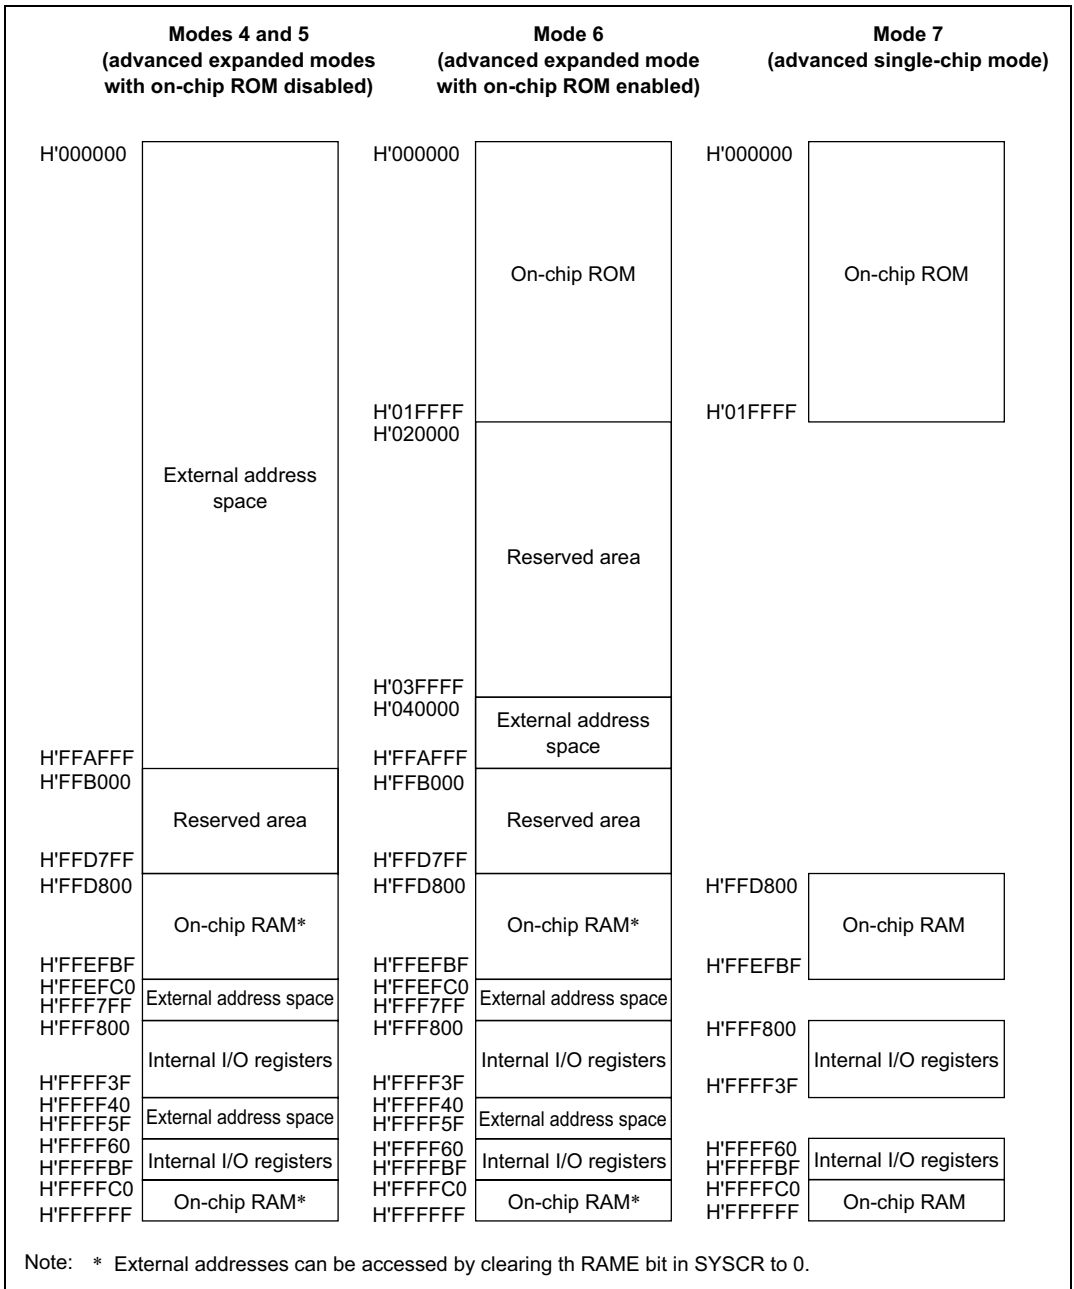 Modes 4 and 5
(advanced expanded modes
with on-chip ROM disabled)
H'000000
External address
space
H'FFAFFF
H'FFB000
Reserved area
H'FFD7FF
H'FFD800
On-chip RAM*
H'FFEFBF
H'FFEFC0
External address space
H'FFF7FF
H'FFF800
Internal I/O registers
H'FFFF3F
H'FFFF40
External address space
H'FFFF5F
H'FFFF60
Internal I/O registers
H'FFFFBF
H'FFFFC0
On-chip RAM*
H'FFFFFF
Mode 6
(advanced expanded mode
with on-chip ROM enabled)
H'000000
On-chip ROM
H'01FFFF
H'020000
Reserved area
H'03FFFF
H'040000
External address
space
H'FFAFFF
H'FFB000
Reserved area
H'FFD7FF
H'FFD800
On-chip RAM*
H'FFEFBF
H'FFEFC0
External address space
H'FFF7FF
H'FFF800
Internal I/O registers
H'FFFF3F
H'FFFF40
External address space
H'FFFF5F
H'FFFF60
Internal I/O registers
H'FFFFBF
H'FFFFC0
On-chip RAM*
H'FFFFFF
Mode 7
(advanced single-chip mode)
H'000000
On-chip ROM
H'01FFFF
H'FFD800
On-chip RAM
H'FFEFBF
H'FFF800
Internal I/O registers
H'FFFF3F
H'FFFF60
Internal I/O registers
H'FFFFBF
H'FFFFC0
On-chip RAM
H'FFFFFF
Note: * External addresses can be accessed by clearing th RAME bit in SYSCR to 0.